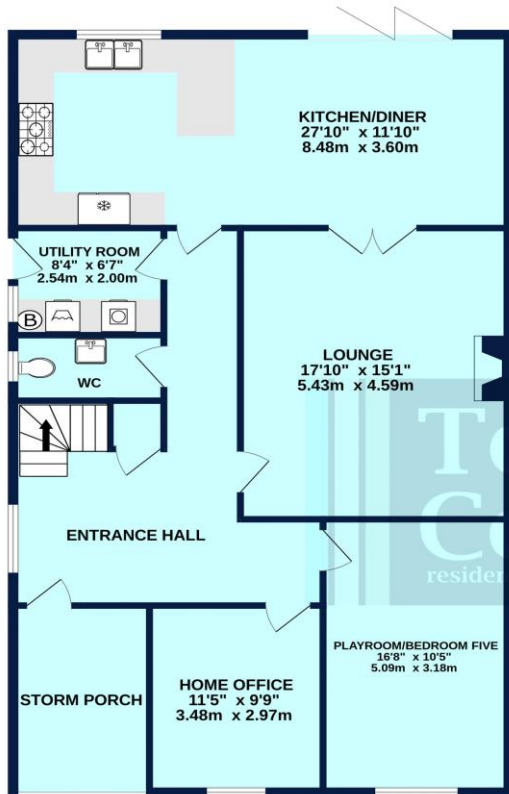 KITCHEN/DINER
27'10" x 11'10"
8.48m x 3.60m
UTILITY ROOM
8'4" x 6'7"
2.54m x 2.00m
B
WC
LOUNGE
17'10" x 15'1"
5.43m x 4.59m
ENTRANCE HALL
PLAYROOM/BEDROOM FIVE
16'8" x 10'5"
5.09m x 3.18m
HOME OFFICE
11'5" x 9'9"
3.48m x 2.97m
STORM PORCH